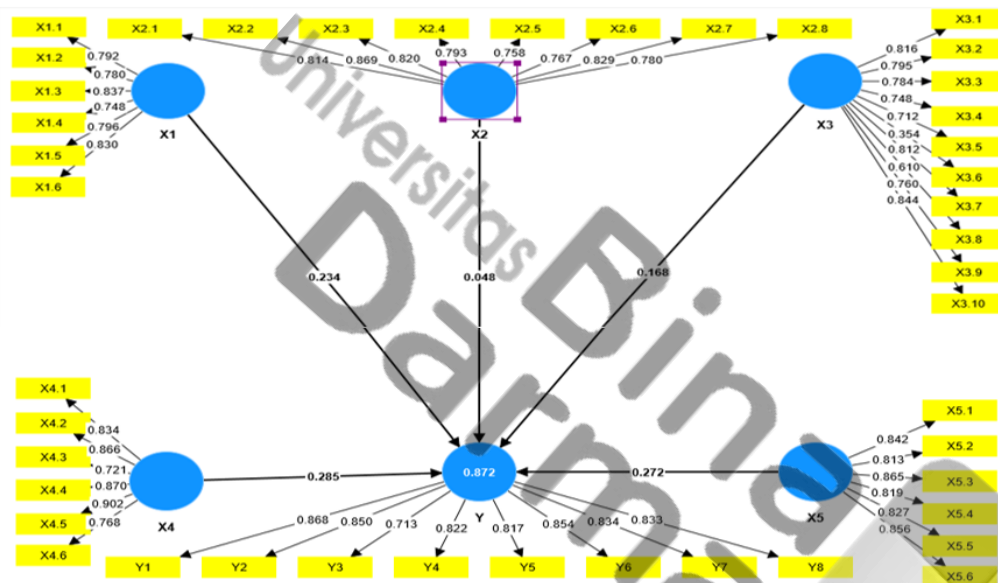 X1.1
X1.2
X1.3
X1.4
X1.5
X1.6
0.792
0.780
0.837
0.748
0.796
0.830
X1
X2.1
X2.2
X2.3
X2.4
X2.5
X2.6
X2.7
X2.8
0.814
0.869
0.820
0.793
0.758
0.767
0.829
0.780
X2
X3.1
X3.2
X3.3
X3.4
X3.5
X3.6
X3.7
X3.8
X3.9
X3.10
0.816
0.795
0.784
0.748
0.712
0.354
0.812
0.610
0.760
0.844
X3
0.234
0.048
0.168
X4.1
X4.2
X4.3
X4.4
X4.5
X4.6
0.834
0.866
0.721
0.870
0.902
0.768
X4
0.285
0.872
Y
0.272
X5
X5.1
X5.2
X5.3
X5.4
X5.5
X5.6
0.842
0.813
0.865
0.819
0.827
0.856
0.868
0.850
0.713
0.822
0.817
0.854
0.834
0.833
Y1
Y2
Y3
Y4
Y5
Y6
Y7
Y8
Universitas
Bina
Darm